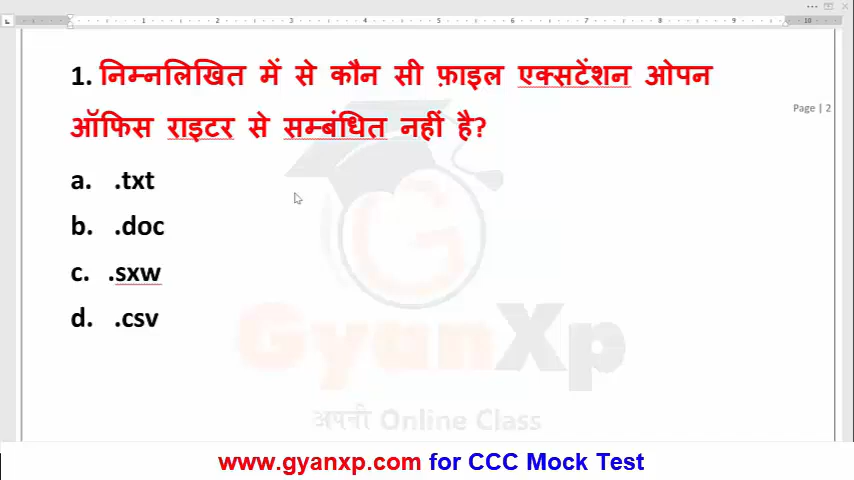 1. निम्नलिखित में से कौन सी फ़ाइल एक्सटेंशन ओपन
Page | 2
ऑफिस राइटर से सम्बंधित नहीं है?
a. .txt
b. .doc
c. .sxw
d. .csv
GyanXp
अपनी Online Class
www.gyanxp.com for CCC Mock Test